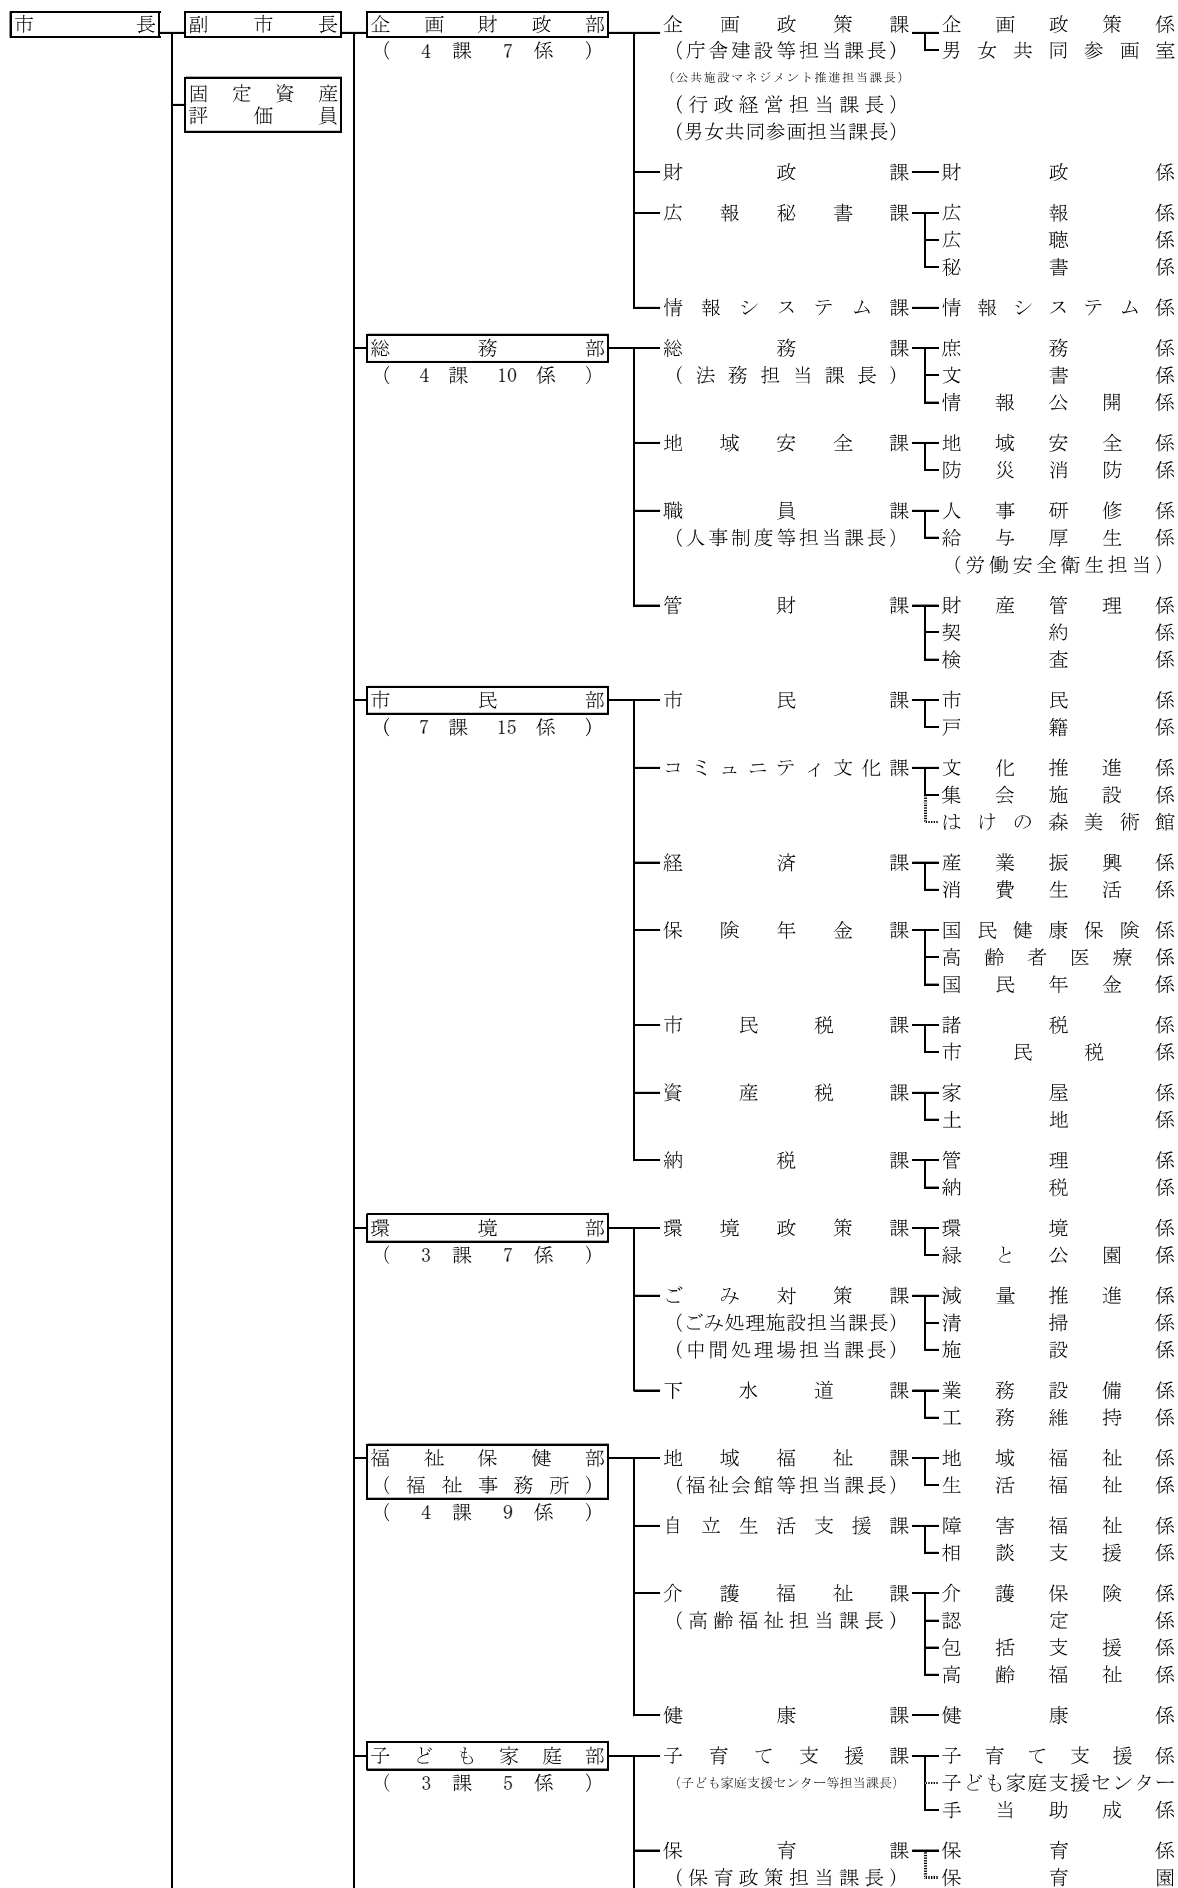 市長 副市長 企画財政部 企画政策課 企画政策係
（4課7係） （庁舎建設等担当課長） 男女共同参画室
（公共施設マネジメント推進担当課長）
固定資産 （行政経営担当課長）
評価員 （男女共同参画担当課長）
財政課 財政係
広報秘書課 広報係
広聴係
秘書係
情報システム課 情報システム係
総務部 総務課 庶務係
（4課10係） （法務担当課長） 文書係
情報公開係
地域安全課 地域安全係
防災消防係
職員課 人事研修係
（人事制度等担当課長） 給与厚生係
（労働安全衛生担当）
管財課 財産管理係
契約係
検査係
市民部 市民課 市民係
（7課15係） 戸籍係
コミュニティ文化課 文化推進係
集会施設係
はけの森美術館
経済課 産業振興係
消費生活係
保険年金課 国民健康保険係
高齢者医療係
国民年金係
市民税課 諸税係
市民税係
資産税課 家屋係
土地係
納税課 管理係
納税係
環境部 環境政策課 環境係
（3課7係） 緑と公園係
ごみ対策課 減量推進係
（ごみ処理施設担当課長） 清掃係
（中間処理場担当課長） 施設係
下水道課 業務設備係
工務維持係
福祉保健部 地域福祉課 地域福祉係
（福祉事務所） （福祉会館等担当課長） 生活福祉係
（4課9係）
自立生活支援課 障害福祉係
相談支援係
介護福祉課 介護保険係
（高齢福祉担当課長） 認定係
包括支援係
高齢福祉係
健康課 健康係
子ども家庭部 子育て支援課 子育て支援係
（3課5係） （子ども家庭支援センター等担当課長） 子ども家庭支援センター
手当助成係
保育課 保育係
（保育政策担当課長） 保育園